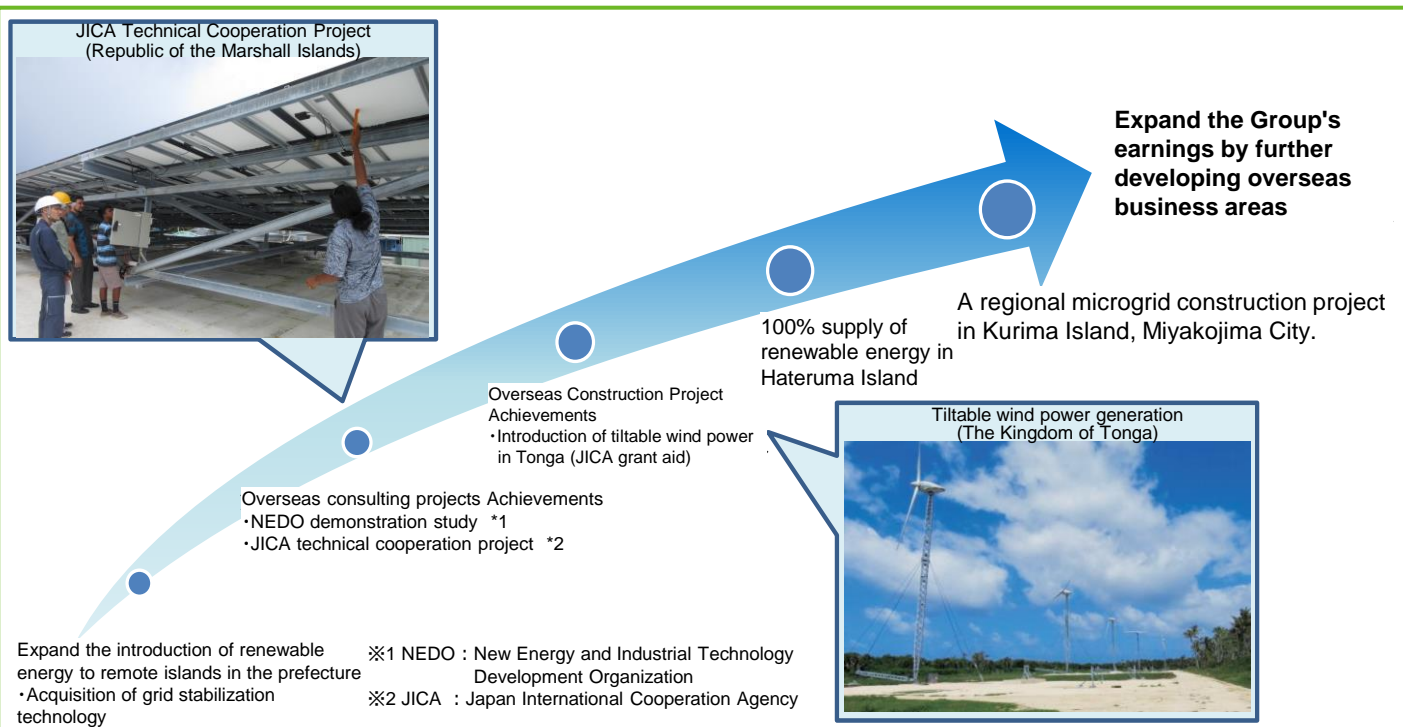 JICA Technical Cooperation Project
(Republic of the Marshall Islands)
Expand the Group's
earnings by further
developing overseas
business areas
A regional microgrid construction project
in Kurima Island, Miyakojima City.
100% supply of
renewable energy in
Hateruma Island
Overseas Construction Project
Achievements
・Introduction of tiltable wind power
in Tonga (JICA grant aid)
Tiltable wind power generation
(The Kingdom of Tonga)
Overseas consulting projects Achievements
・NEDO demonstration study *1
・JICA technical cooperation project *2
Expand the introduction of renewable
energy to remote islands in the prefecture
・Acquisition of grid stabilization
technology
※1 NEDO : New Energy and Industrial Technology
Development Organization
※2 JICA : Japan International Cooperation Agency